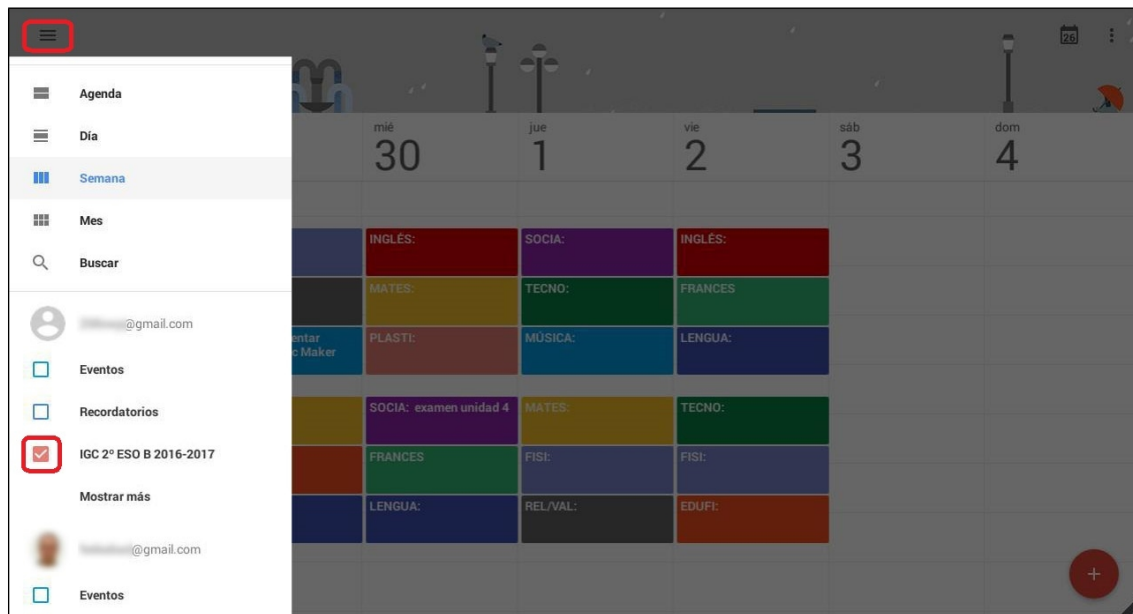 26
Agenda
Día
Semana
Mes
Buscar
@gmail.com
Eventos
Recordatorios
IGC 2º ESO B 2016-2017
Mostrar más
@gmail.com
Eventos
mié
30
jue
1
vie
2
sáb
3
dom
4
INGLÉS:
SOCIA:
INGLÉS:
MATES:
TECNO:
FRANCES
entar
c Maker
PLASTI:
MÚSICA:
LENGUA:
SOCIA: examen unidad 4
MATES:
TECNO:
FRANCES
FISI:
FISI:
LENGUA:
REL/VAL:
EDUFI:
+